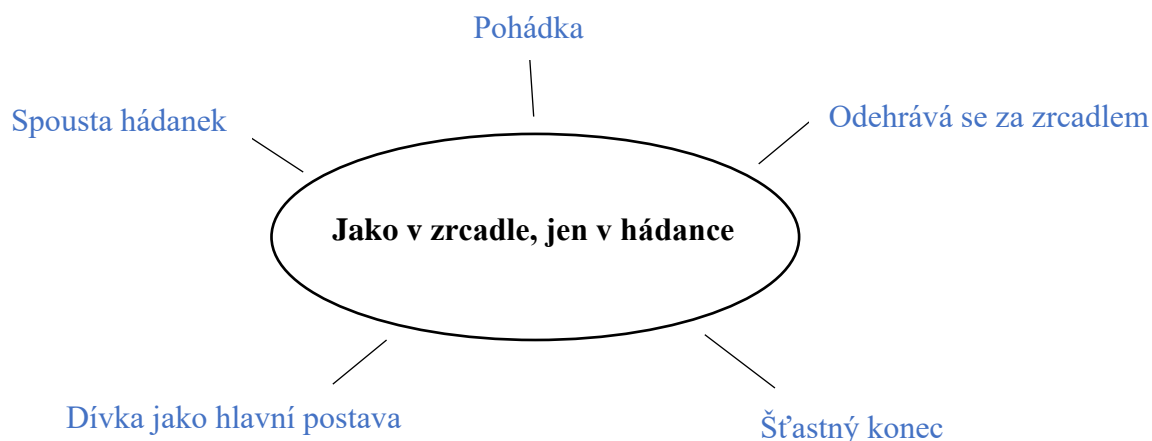 Pohádka
Spousta hádanek
Odehrává se za zrcadlem
Jako v zrcadle, jen v hádance
Dívka jako hlavní postava
Šťastný konec